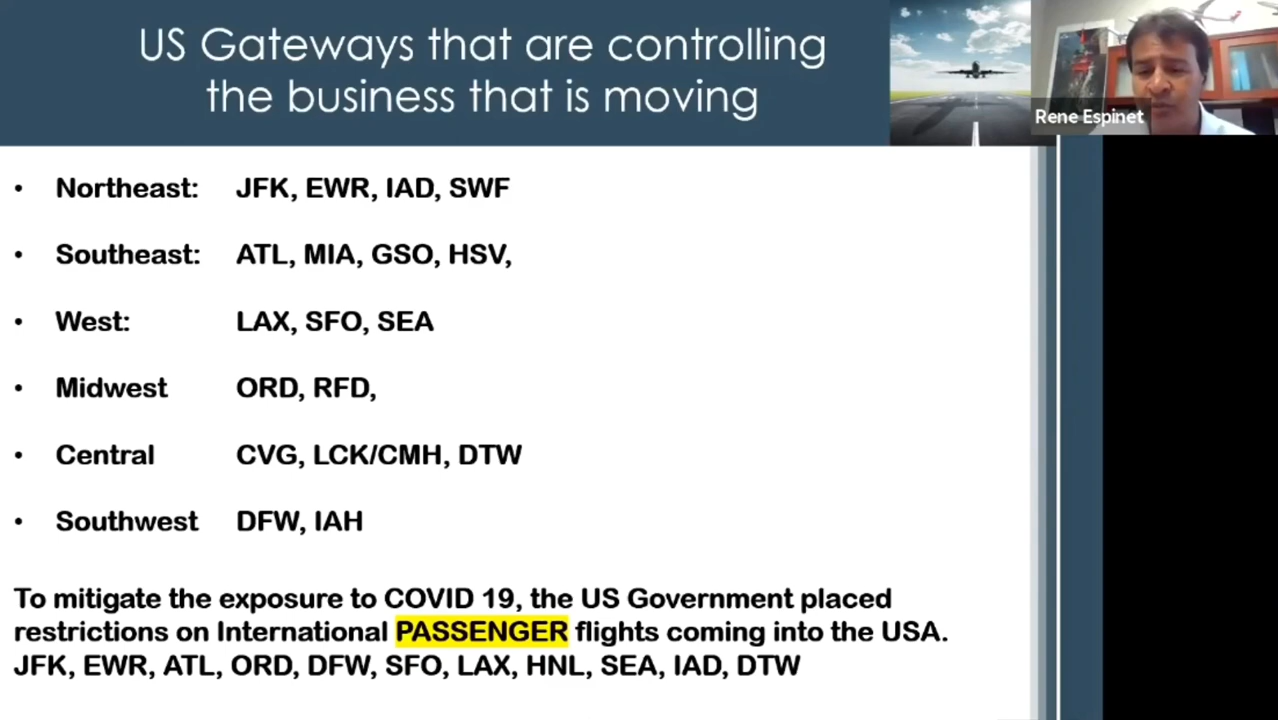 US Gateways that are controlling
the business that is moving
Rene Espinet
• Northeast: JFK, EWR, IAD, SWF
• Southeast: ATL, MIA, GSO, HSV,
• West: LAX, SFO, SEA
• Midwest ORD, RFD,
• Central CVG, LCK/CMH, DTW
• Southwest DFW, IAH
To mitigate the exposure to COVID 19, the US Government placed
restrictions on International PASSENGER flights coming into the USA.
JFK, EWR, ATL, ORD, DFW, SFO, LAX, HNL, SEA, IAD, DTW